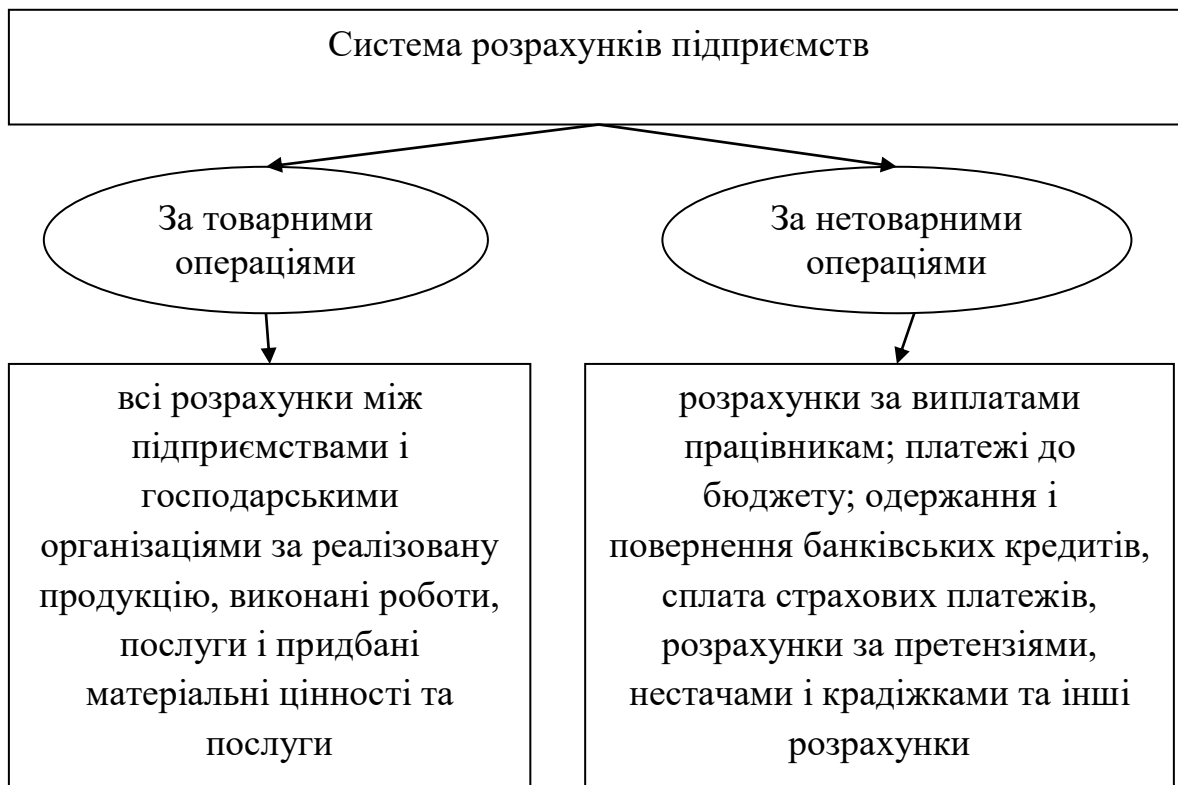 Система розрахунків підприємств
За товарними
операціями
За нетоварними
операціями
всі розрахунки між
підприємствами і
господарськими
організаціями за реалізовану
продукцію, виконані роботи,
послуги і придбані
матеріальні цінності та
послуги
розрахунки за виплатами
працівникам; платежі до
бюджету; одержання і
повернення банківських кредитів,
сплата страхових платежів,
розрахунки за претензіями,
нестачами і крадіжками та інші
розрахунки